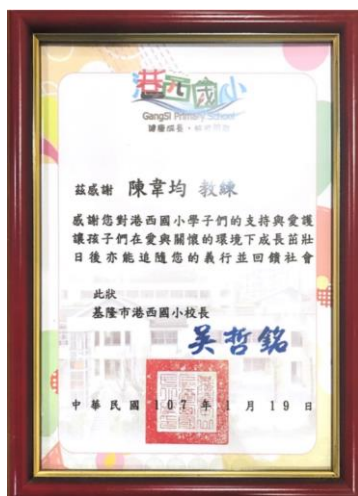 港西國小
GangSi Primary School
茲感謝 陳韋均 教練
感謝您對港西國小學子們的支持與愛護
讓孩子們在愛與關懷的環境下成長茁壯
日後亦能追隨您的義行並回饋社會
此狀
基隆市港西國小校長
吳哲銘
中華民國 107 年 1 月 19 日